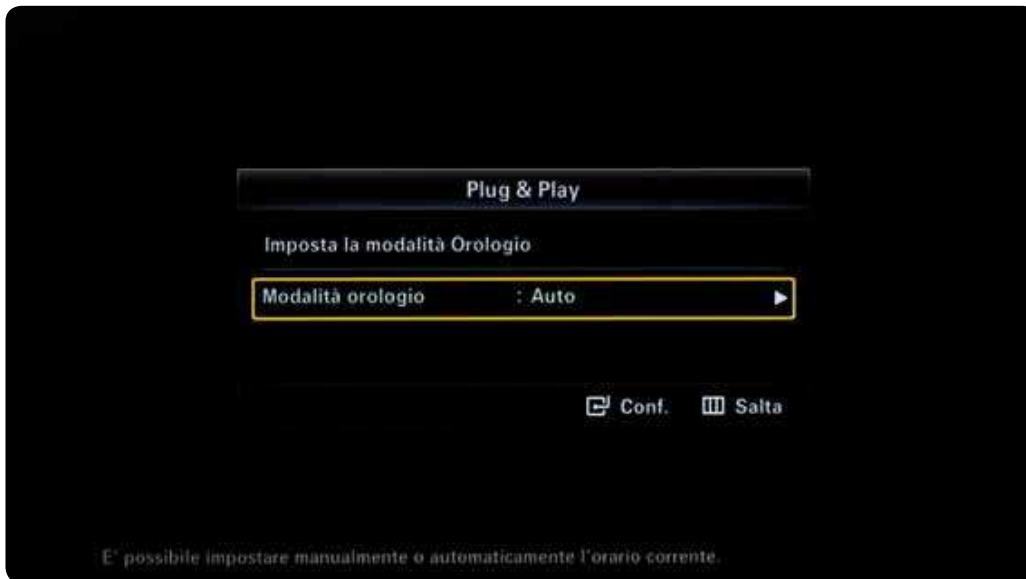 Plug & Play
Imposta la modalità Orologio
Modalità orologio : Auto
Conf. Salta
E' possibile impostare manualmente o automaticamente l'orario corrente.